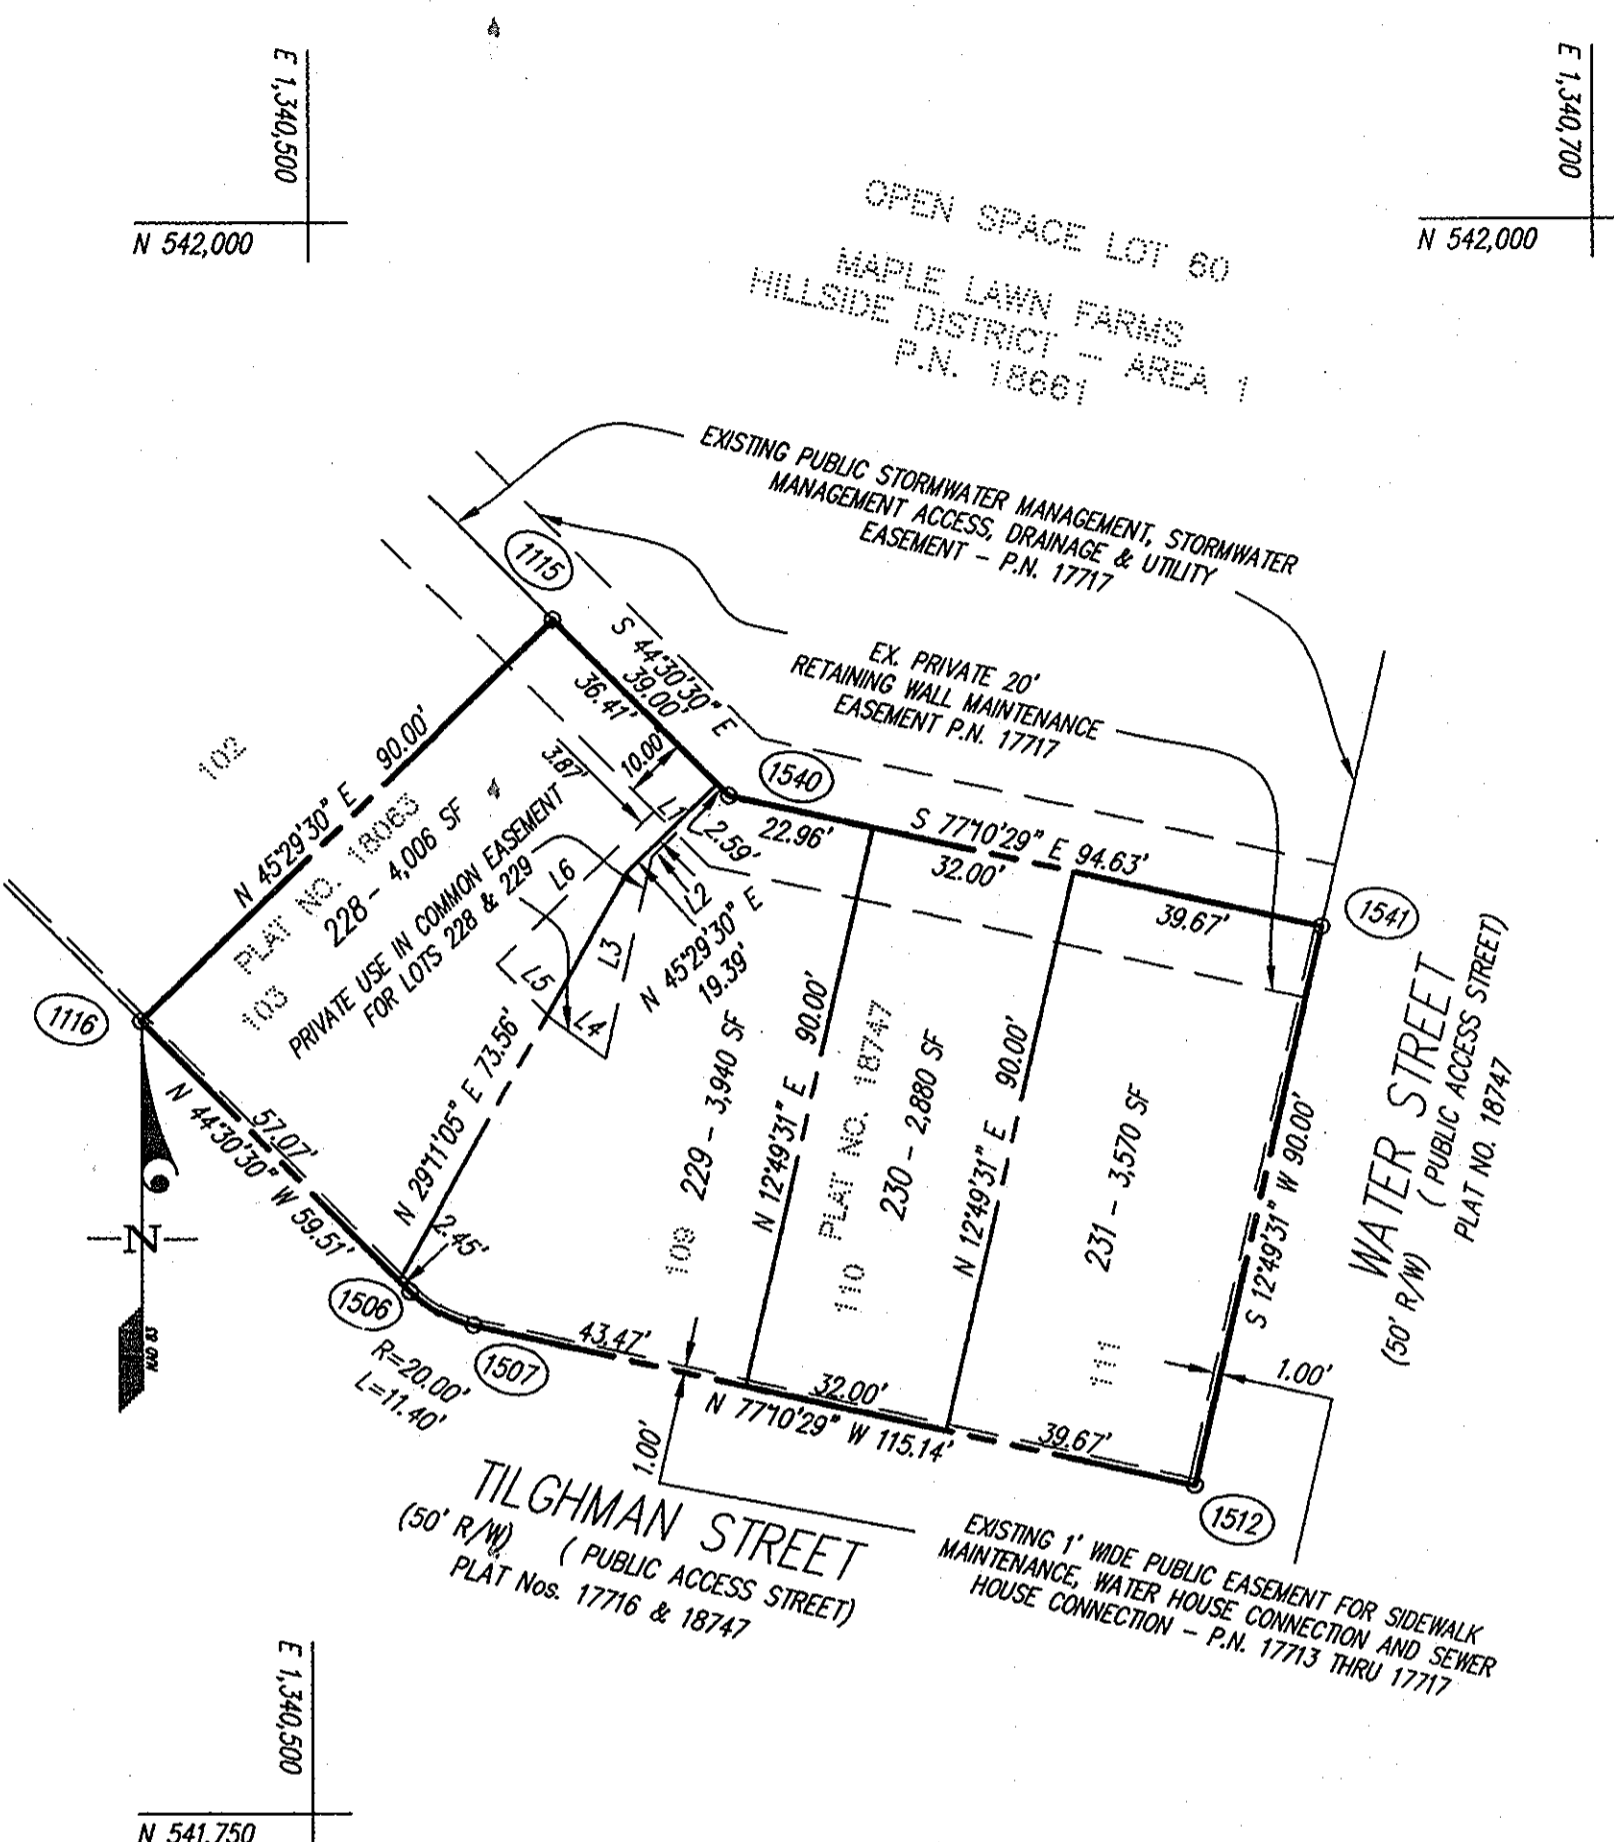 E 1,340,500
N 542,000
E 1,340,700
N 542,000
OPEN SPACE LOT 60
MAPLE LAWN FARMS
HILLSIDE DISTRICT - AREA 1
P.N. 18661
EXISTING PUBLIC STORMWATER MANAGEMENT, STORMWATER
MANAGEMENT ACCESS, DRAINAGE & UTILITY
EASEMENT - P.N. 17717
1115
S 44°30'30" E
39.00'
36.41'
EX. PRIVATE 20'
RETAINING WALL MAINTENANCE
EASEMENT P.N. 17717
102
N 45°29'30" E 90.00'
3.87'
10.00'
1540
L1
2.59'
22.96'
S 77°10'29" E 94.63'
32.00'
39.67'
1541
PLAT NO. 18063
228 - 4,006 SF
103
PRIVATE USE IN COMMON EASEMENT
FOR LOTS 228 & 229
L6
L2
L3
L5
L4
N 45°29'30" E
19.39'
1116
N 29°11'05" E 73.56'
109
229 - 3,940 SF
N 12°49'31" E 90.00'
110 PLAT NO. 18747
230 - 2,880 SF
N 12°49'31" E 90.00'
111
231 - 3,570 SF
S 12°49'31" W 90.00'
WATER STREET
(50' R/W) ( PUBLIC ACCESS STREET)
PLAT NO. 18747
57.07'
N 44°30'30" W 59.51'
2.45'
N
NAD 83
1506
1507
R=20.00'
L=11.40'
43.47'
32.00'
N 77°10'29" W 115.14'
39.67'
1.00'
1.00'
1512
TILGHMAN STREET
(50' R/W) ( PUBLIC ACCESS STREET)
PLAT Nos. 17716 & 18747
EXISTING 1' WIDE PUBLIC EASEMENT FOR SIDEWALK
MAINTENANCE, WATER HOUSE CONNECTION AND SEWER
HOUSE CONNECTION - P.N. 17713 THRU 17717
E 1,340,500
N 541,750